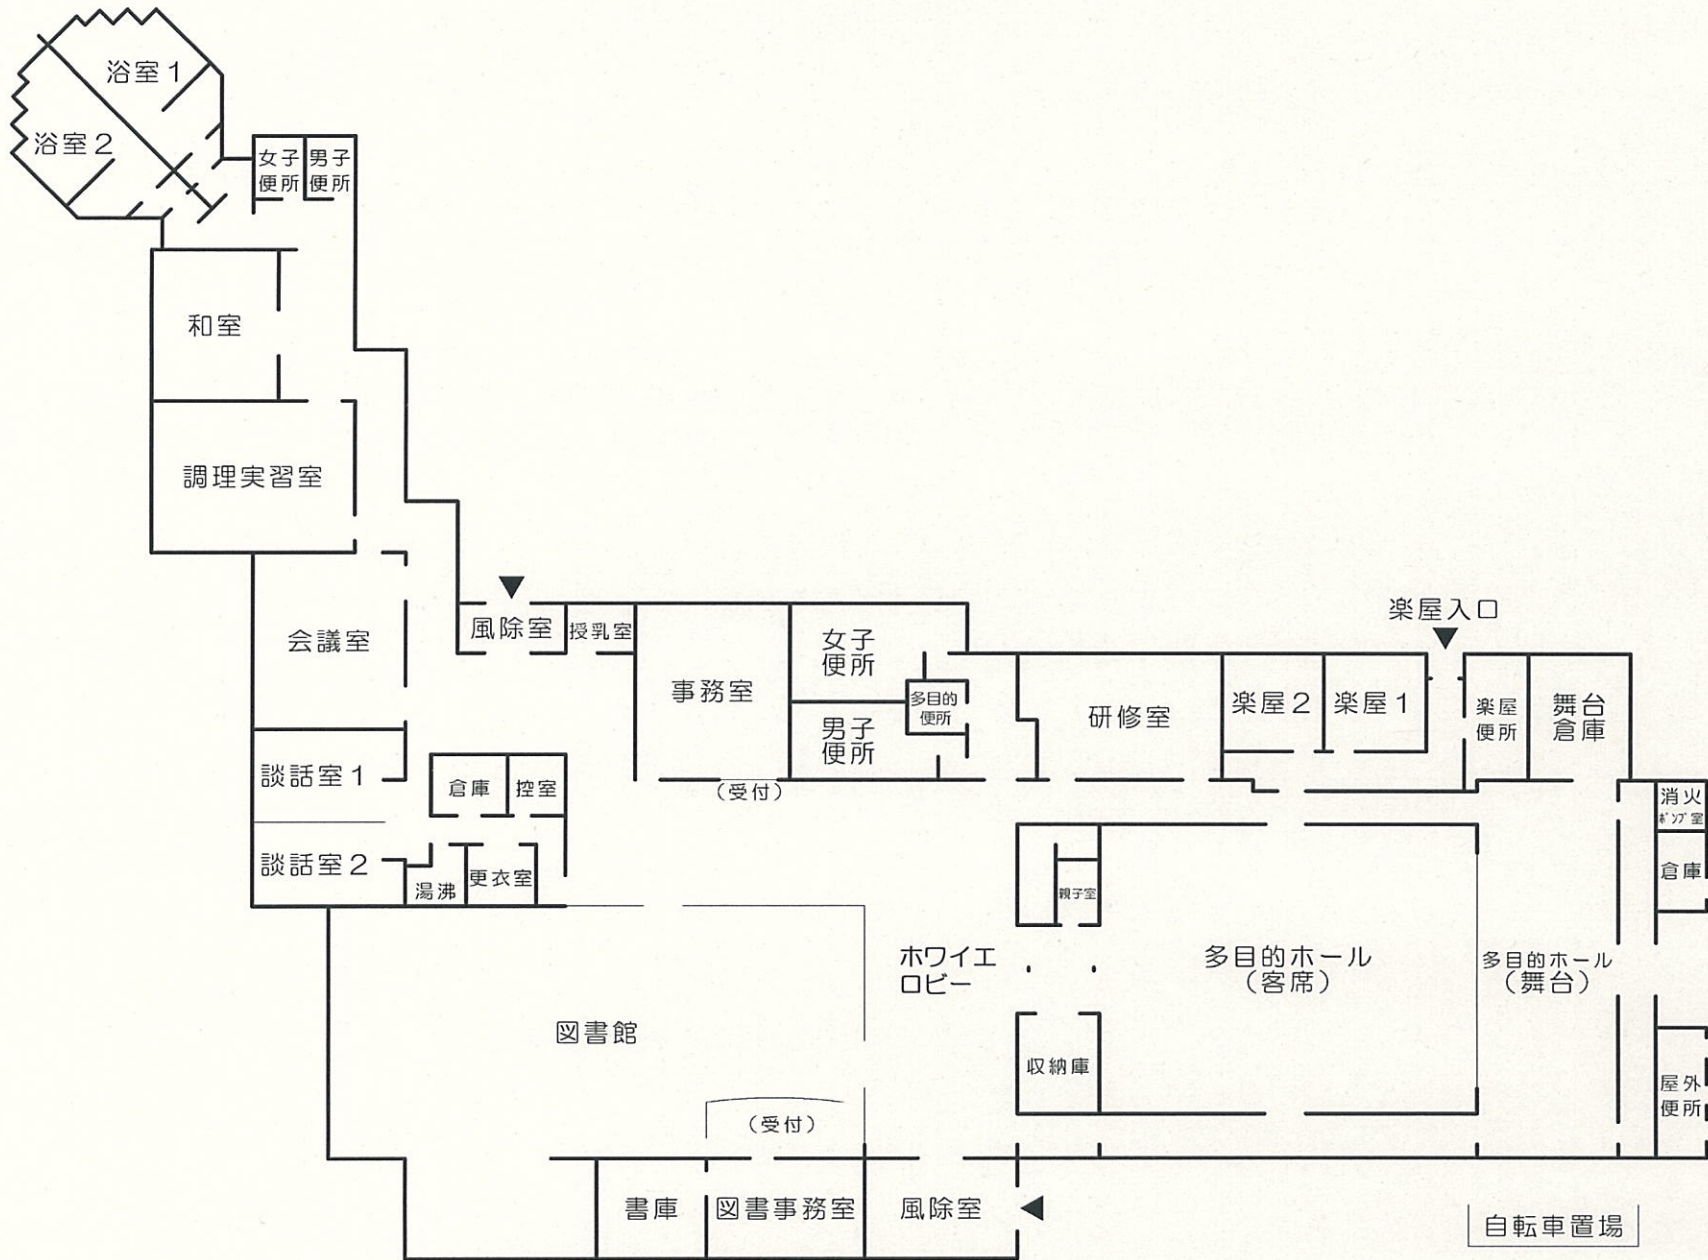 浴室1
浴室2
女子
便所
男子
便所
和室
調理実習室
会議室
風除室
授乳室
事務室
女子
便所
多目的
便所
男子
便所
(受付)
研修室
楽屋入口
楽屋2
楽屋1
楽屋
便所
舞台
倉庫
消火
ポンプ室
倉庫
談話室1
倉庫
控室
談話室2
湯沸
更衣室
親子室
ホワイエ
ロビー
多目的ホール
(客席)
多目的ホール
(舞台)
図書館
収納庫
屋外
便所
(受付)
書庫
図書事務室
風除室
自転車置場